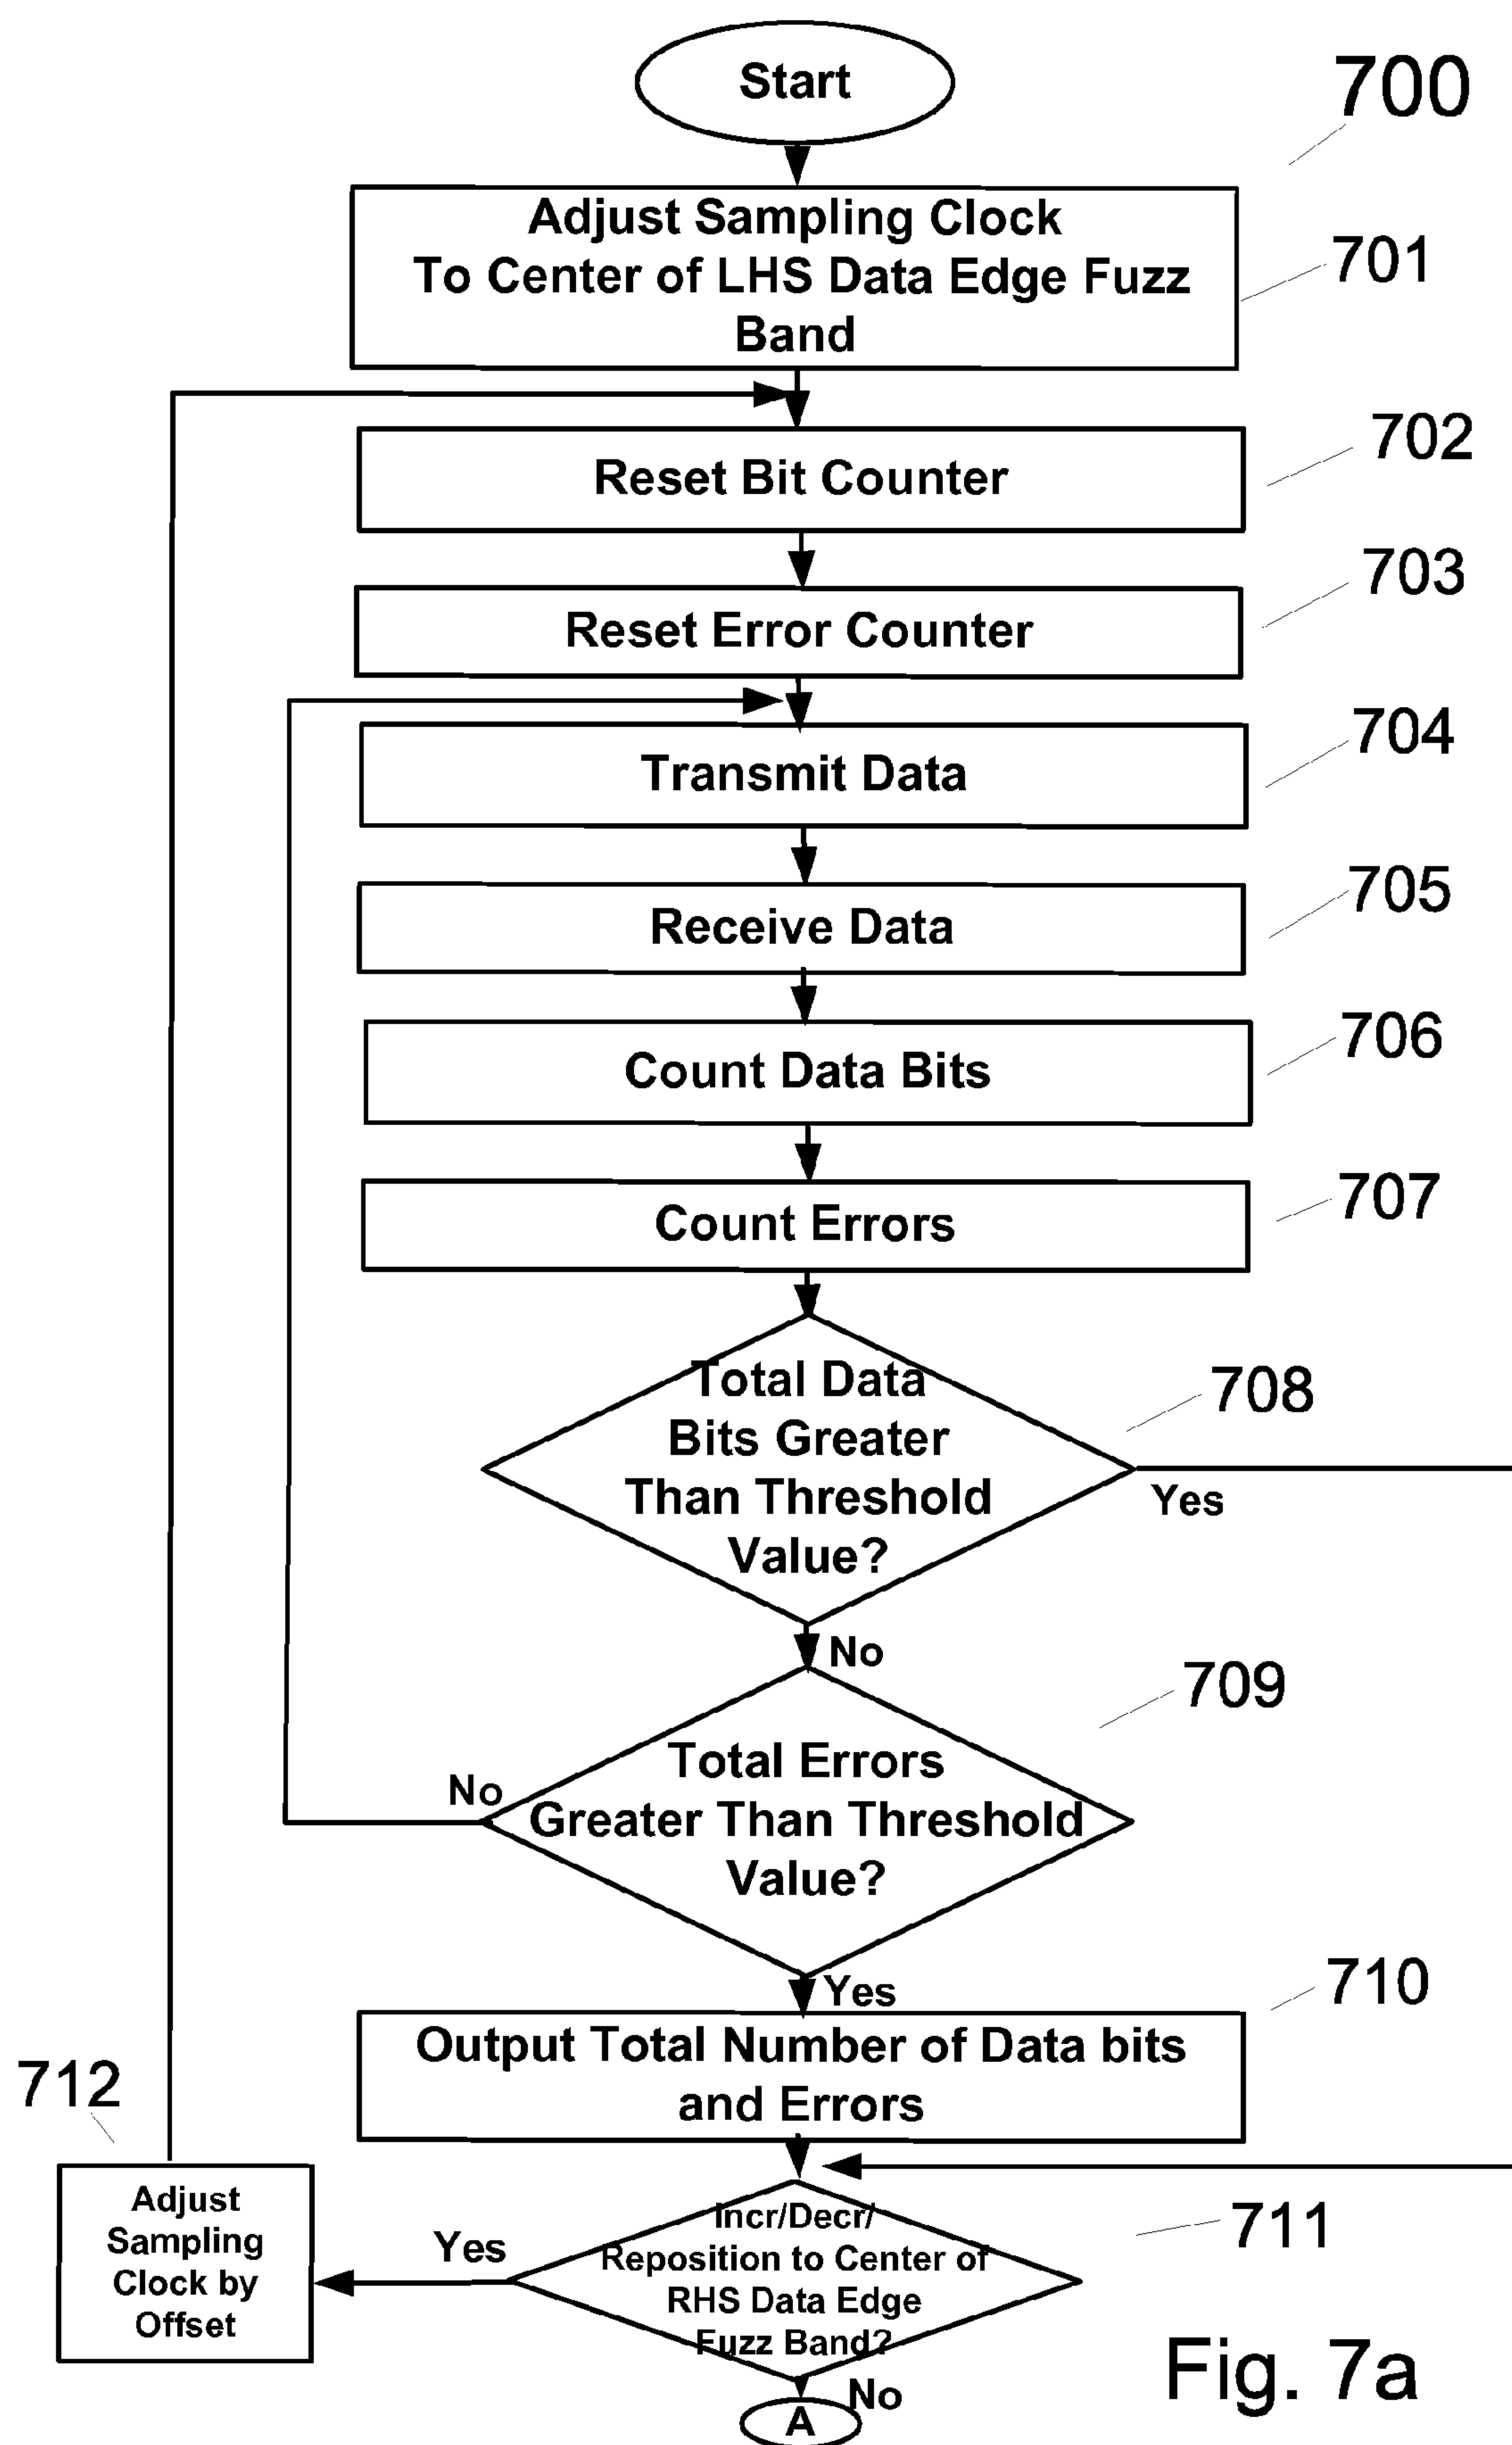 Start
700
Adjust Sampling Clock
To Center of LHS Data Edge Fuzz
Band
701
Reset Bit Counter
702
Reset Error Counter
703
Transmit Data
704
Receive Data
705
Count Data Bits
706
Count Errors
707
Total Data
Bits Greater
Than Threshold
Value?
708
Yes
No
709
Total Errors
Greater Than Threshold
Value?
No
Yes
710
Output Total Number of Data bits
and Errors
712
Adjust
Sampling
Clock by
Offset
Yes
Incr/Decr/
Reposition to Center of
RHS Data Edge
Fuzz Band?
711
No
A
Fig. 7a